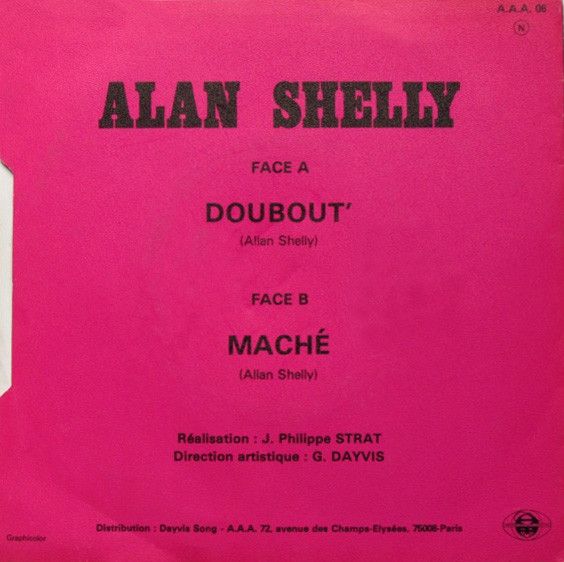 A.A.A. 06
N
ALAN SHELLY
FACE A
DOUBOUT'
(Allan Shelly)
FACE B
MACHÉ
(Allan Shelly)
Réalisation : J. Philippe STRAT
Direction artistique : G. DAYVIS
Distribution : Dayvis Song - A.A.A. 72, avenue des Champs-Elysées, 75008-Paris
Graphicolor